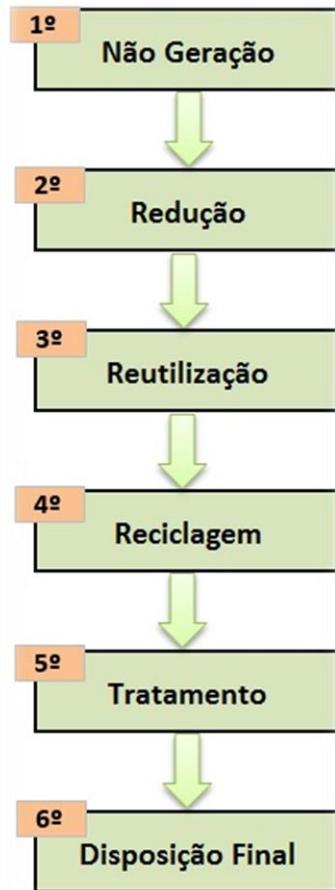 1º
Não Geração
2º
Redução
3º
Reutilização
4º
Reciclagem
5º
Tratamento
6º
Disposição Final